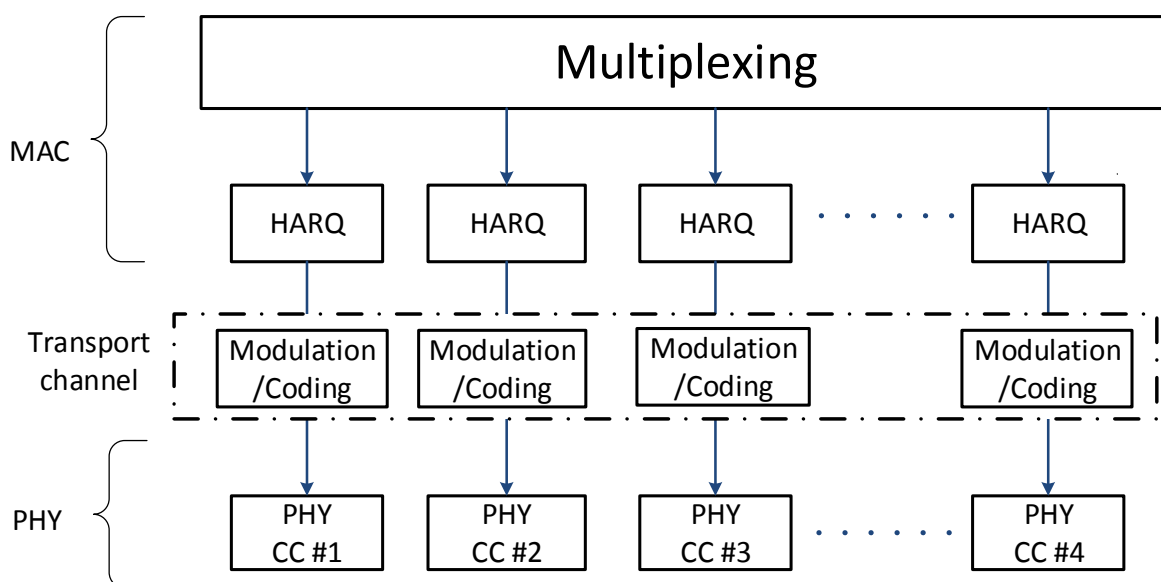 Multiplexing
MAC
HARQ HARQ HARQ HARQ
Transport
channel
Modulation
/Coding
Modulation
/Coding
Modulation
/Coding
Modulation
/Coding
PHY
PHY
CC #1
PHY
CC #2
PHY
CC #3
PHY
CC #4